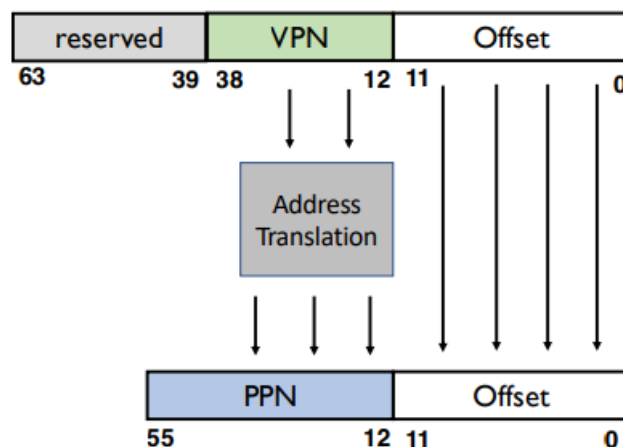 reserved VPN Offset
63 39 38 12 11 0
Address
Translation
PPN Offset
55 12 11 0